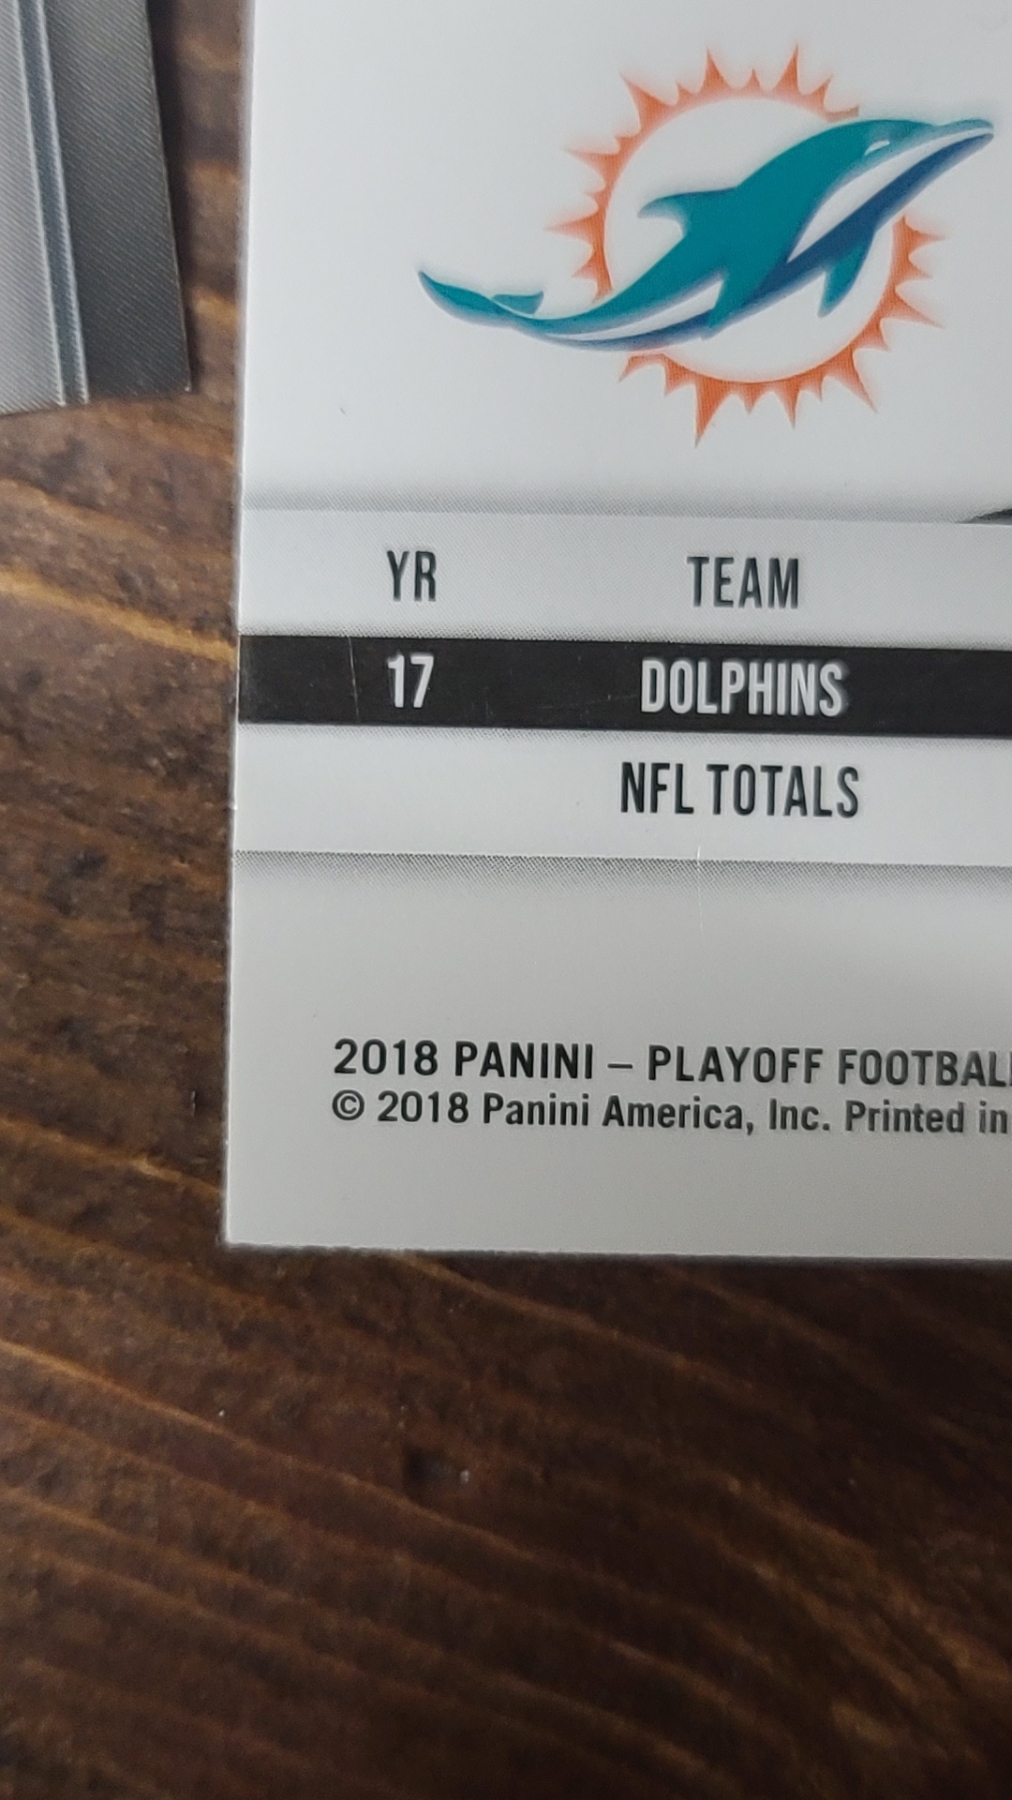 YR TEAM
17 DOLPHINS
NFL TOTALS
2018 PANINI – PLAYOFF FOOTBALL
© 2018 Panini America, Inc. Printed in